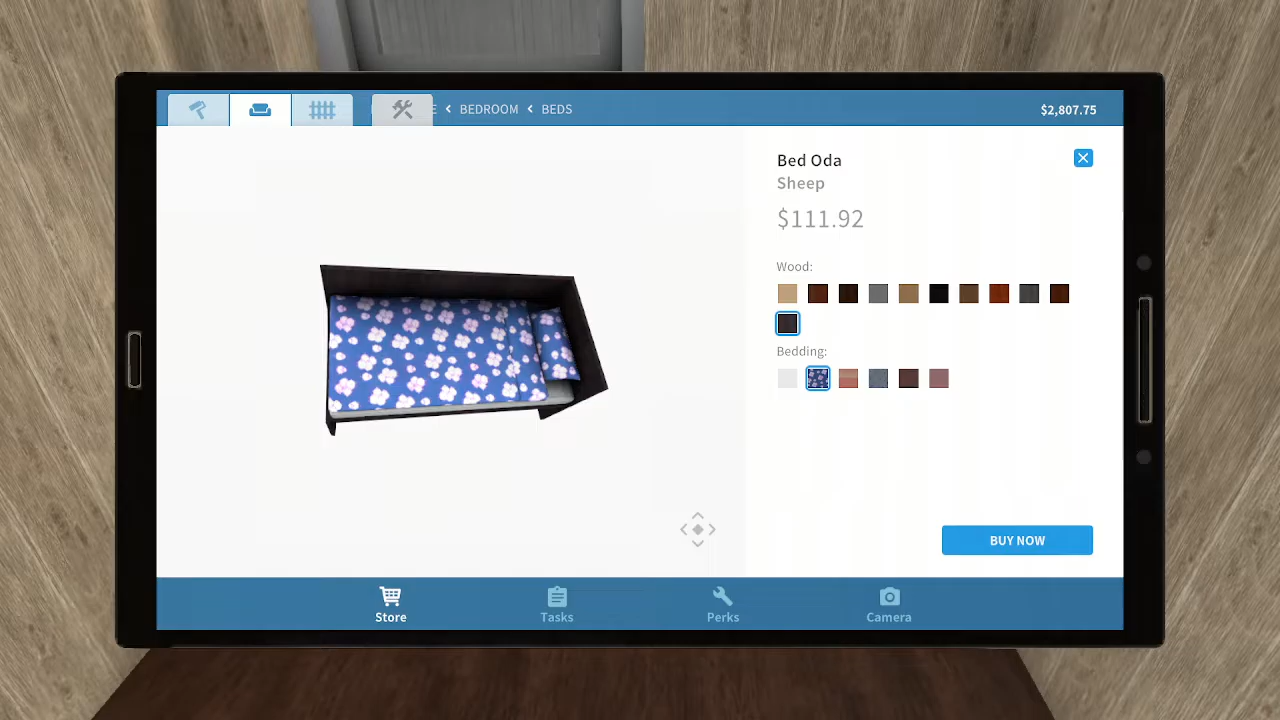 E < BEDROOM < BEDS
$2,807.75
Bed Oda
Sheep
$111.92
Wood:
Bedding:
BUY NOW
Store
Tasks
Perks
Camera